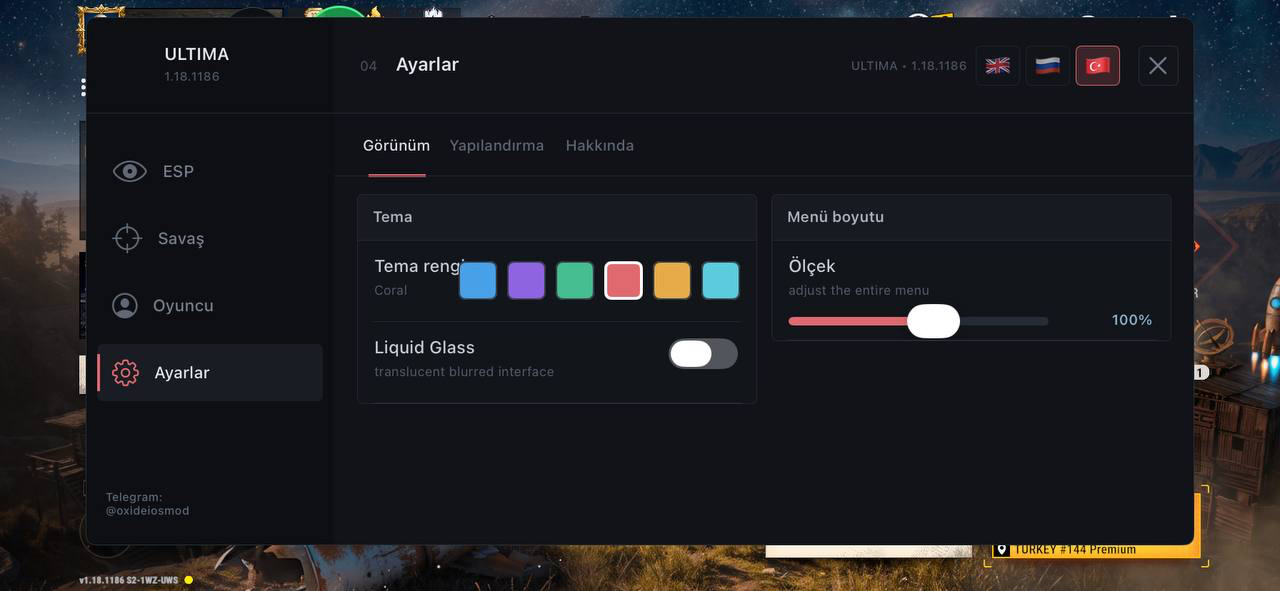 ULTIMA
1.18.1186
04 Ayarlar
ULTIMA • 1.18.1186
Görünüm Yapılandırma Hakkında
ESP
Savaş
Oyuncu
Ayarlar
Telegram:
@oxideiosmod
Tema
Tema rengi
Coral
Liquid Glass
translucent blurred interface
Menü boyutu
Ölçek
adjust the entire menu
100%
R
1
TURKEY #144 Premium
v1.18.1186 S2-1WZ-UWS